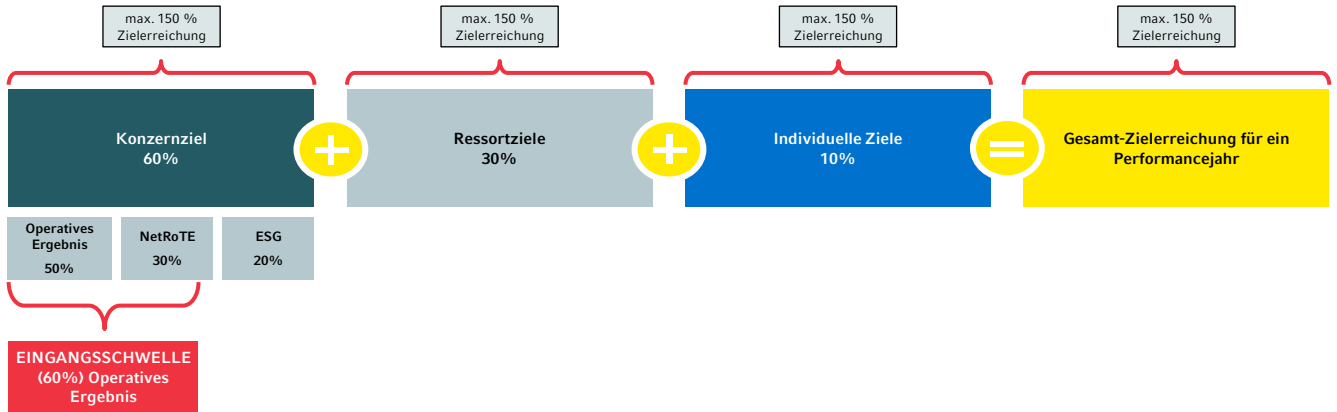 max. 150 %
Zielerreichung
max. 150 %
Zielerreichung
max. 150 %
Zielerreichung
max. 150 %
Zielerreichung
Konzernziel
60%
Ressortziele
30%
Individuelle Ziele
10%
Gesamt-Zielerreichung für ein
Performancejahr
Operatives
Ergebnis
50%
NetRoTE
30%
ESG
20%
EINGANGSSCHWELLE
(60%) Operatives
Ergebnis